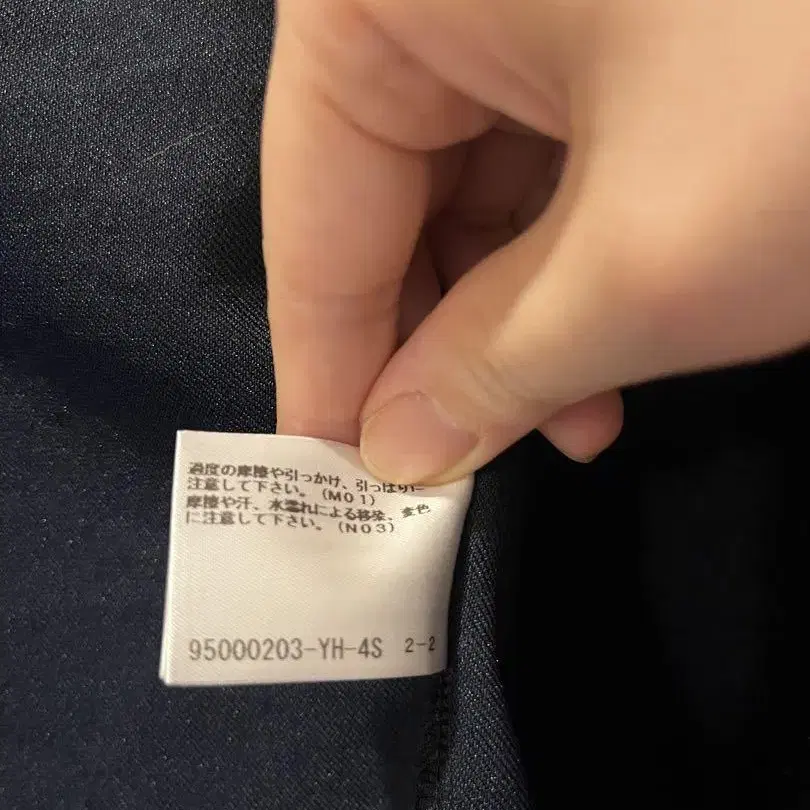 過度の摩擦や引っかけ、引っぱりに
注意して下さい。（M01）
摩擦や汗、水濡れによる移染、変色
に注意して下さい。（N03）
95000203-YH-4S 2-2